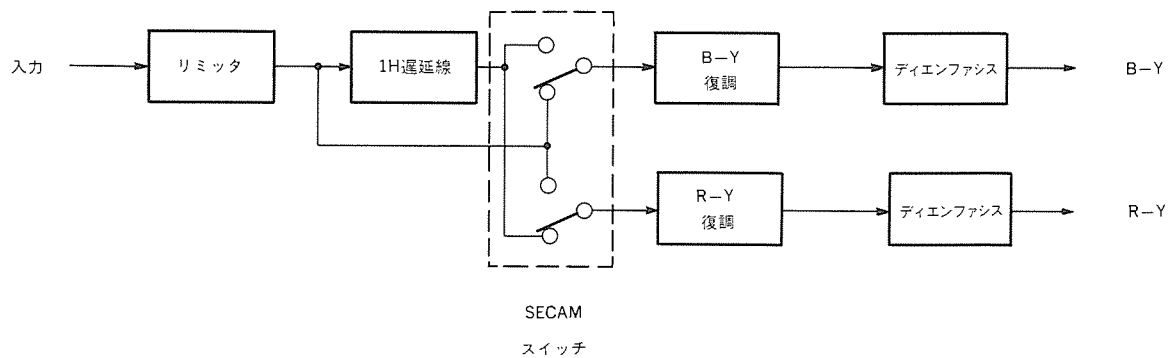 入力
リミッタ
1H遅延線
B-Y
復調
ディエンファシス
B-Y
R-Y
復調
ディエンファシス
R-Y
SECAM
スイッチ